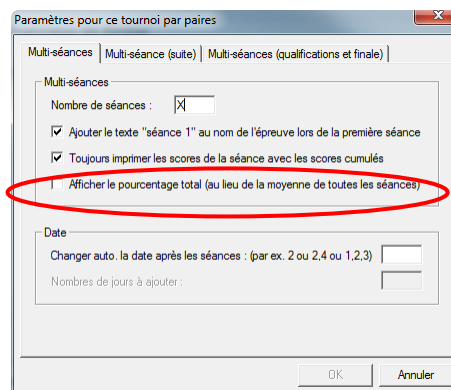 Paramètres pour ce tournoi par paires
Multi-séances
Multi-séance (suite)
Multi-séances (qualifications et finale)
Multi-séances
Nombre de séances :
X
Ajouter le texte "séance 1" au nom de l'épreuve lors de la première séance
Toujours imprimer les scores de la séance avec les scores cumulés
Afficher le pourcentage total (au lieu de la moyenne de toutes les séances)
Date
Changer auto. la date après les séances : (par ex. 2 ou 2,4 ou 1,2,3)
Nombres de jours à ajouter :
OK
Annuler